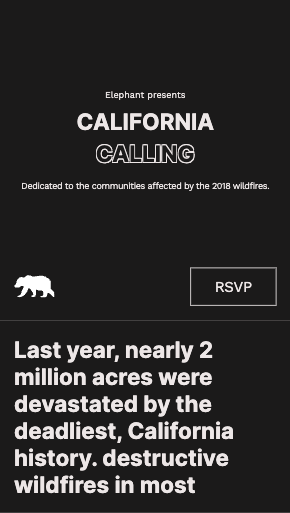 Elephant presents
CALIFORNIA
CALLING
Dedicated to the communities affected by the 2018 wildfires.
RSVP
Last year, nearly 2
million acres were
devastated by the
deadliest, California
history. destructive
wildfires in most